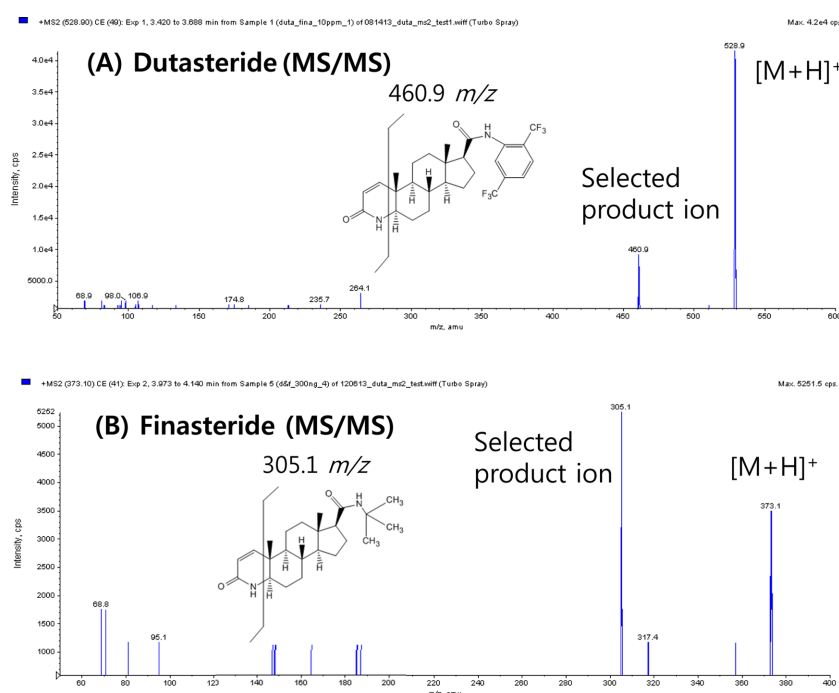 +MS2 (528.90) CE (49): Exp 1, 3.420 to 3.688 min from Sample 1 (duta_fina_10ppm_1) of 081413_duta_ms2_test1.wiff (Turbo Spray)
Max. 4.2e4 cps
(A) Dutasteride (MS/MS)
460.9 m/z
528.9
[M+H]+
Selected
product ion
460.9
Intensity, cps
4.0e4
3.5e4
3.0e4
2.5e4
2.0e4
1.5e4
1.0e4
5000.0
O
H
N
CF3
F3C
H
H
H
O
N
H
H
68.9
98.0
106.9
174.8
235.7
264.1
50 100 150 200 250 300 350 400 450 500 550 600
m/z, amu
+MS2 (373.10) CE (41): Exp 2, 3.973 to 4.140 min from Sample 5 (d&f_300ng_4) of 120613_duta_ms2_test.wiff (Turbo Spray)
Max. 5251.5 cps.
(B) Finasteride (MS/MS)
305.1 m/z
305.1
Selected
product ion
[M+H]+
373.1
Intensity, cps
5252
5000
4500
4000
3500
3000
2500
2000
1500
1000
O
H
N
CH3
CH3
CH3
H
H
H
O
N
H
H
68.8
95.1
317.4
60 80 100 120 140 160 180 200 220 240 260 280 300 320 340 360 380 400
m/z, amu